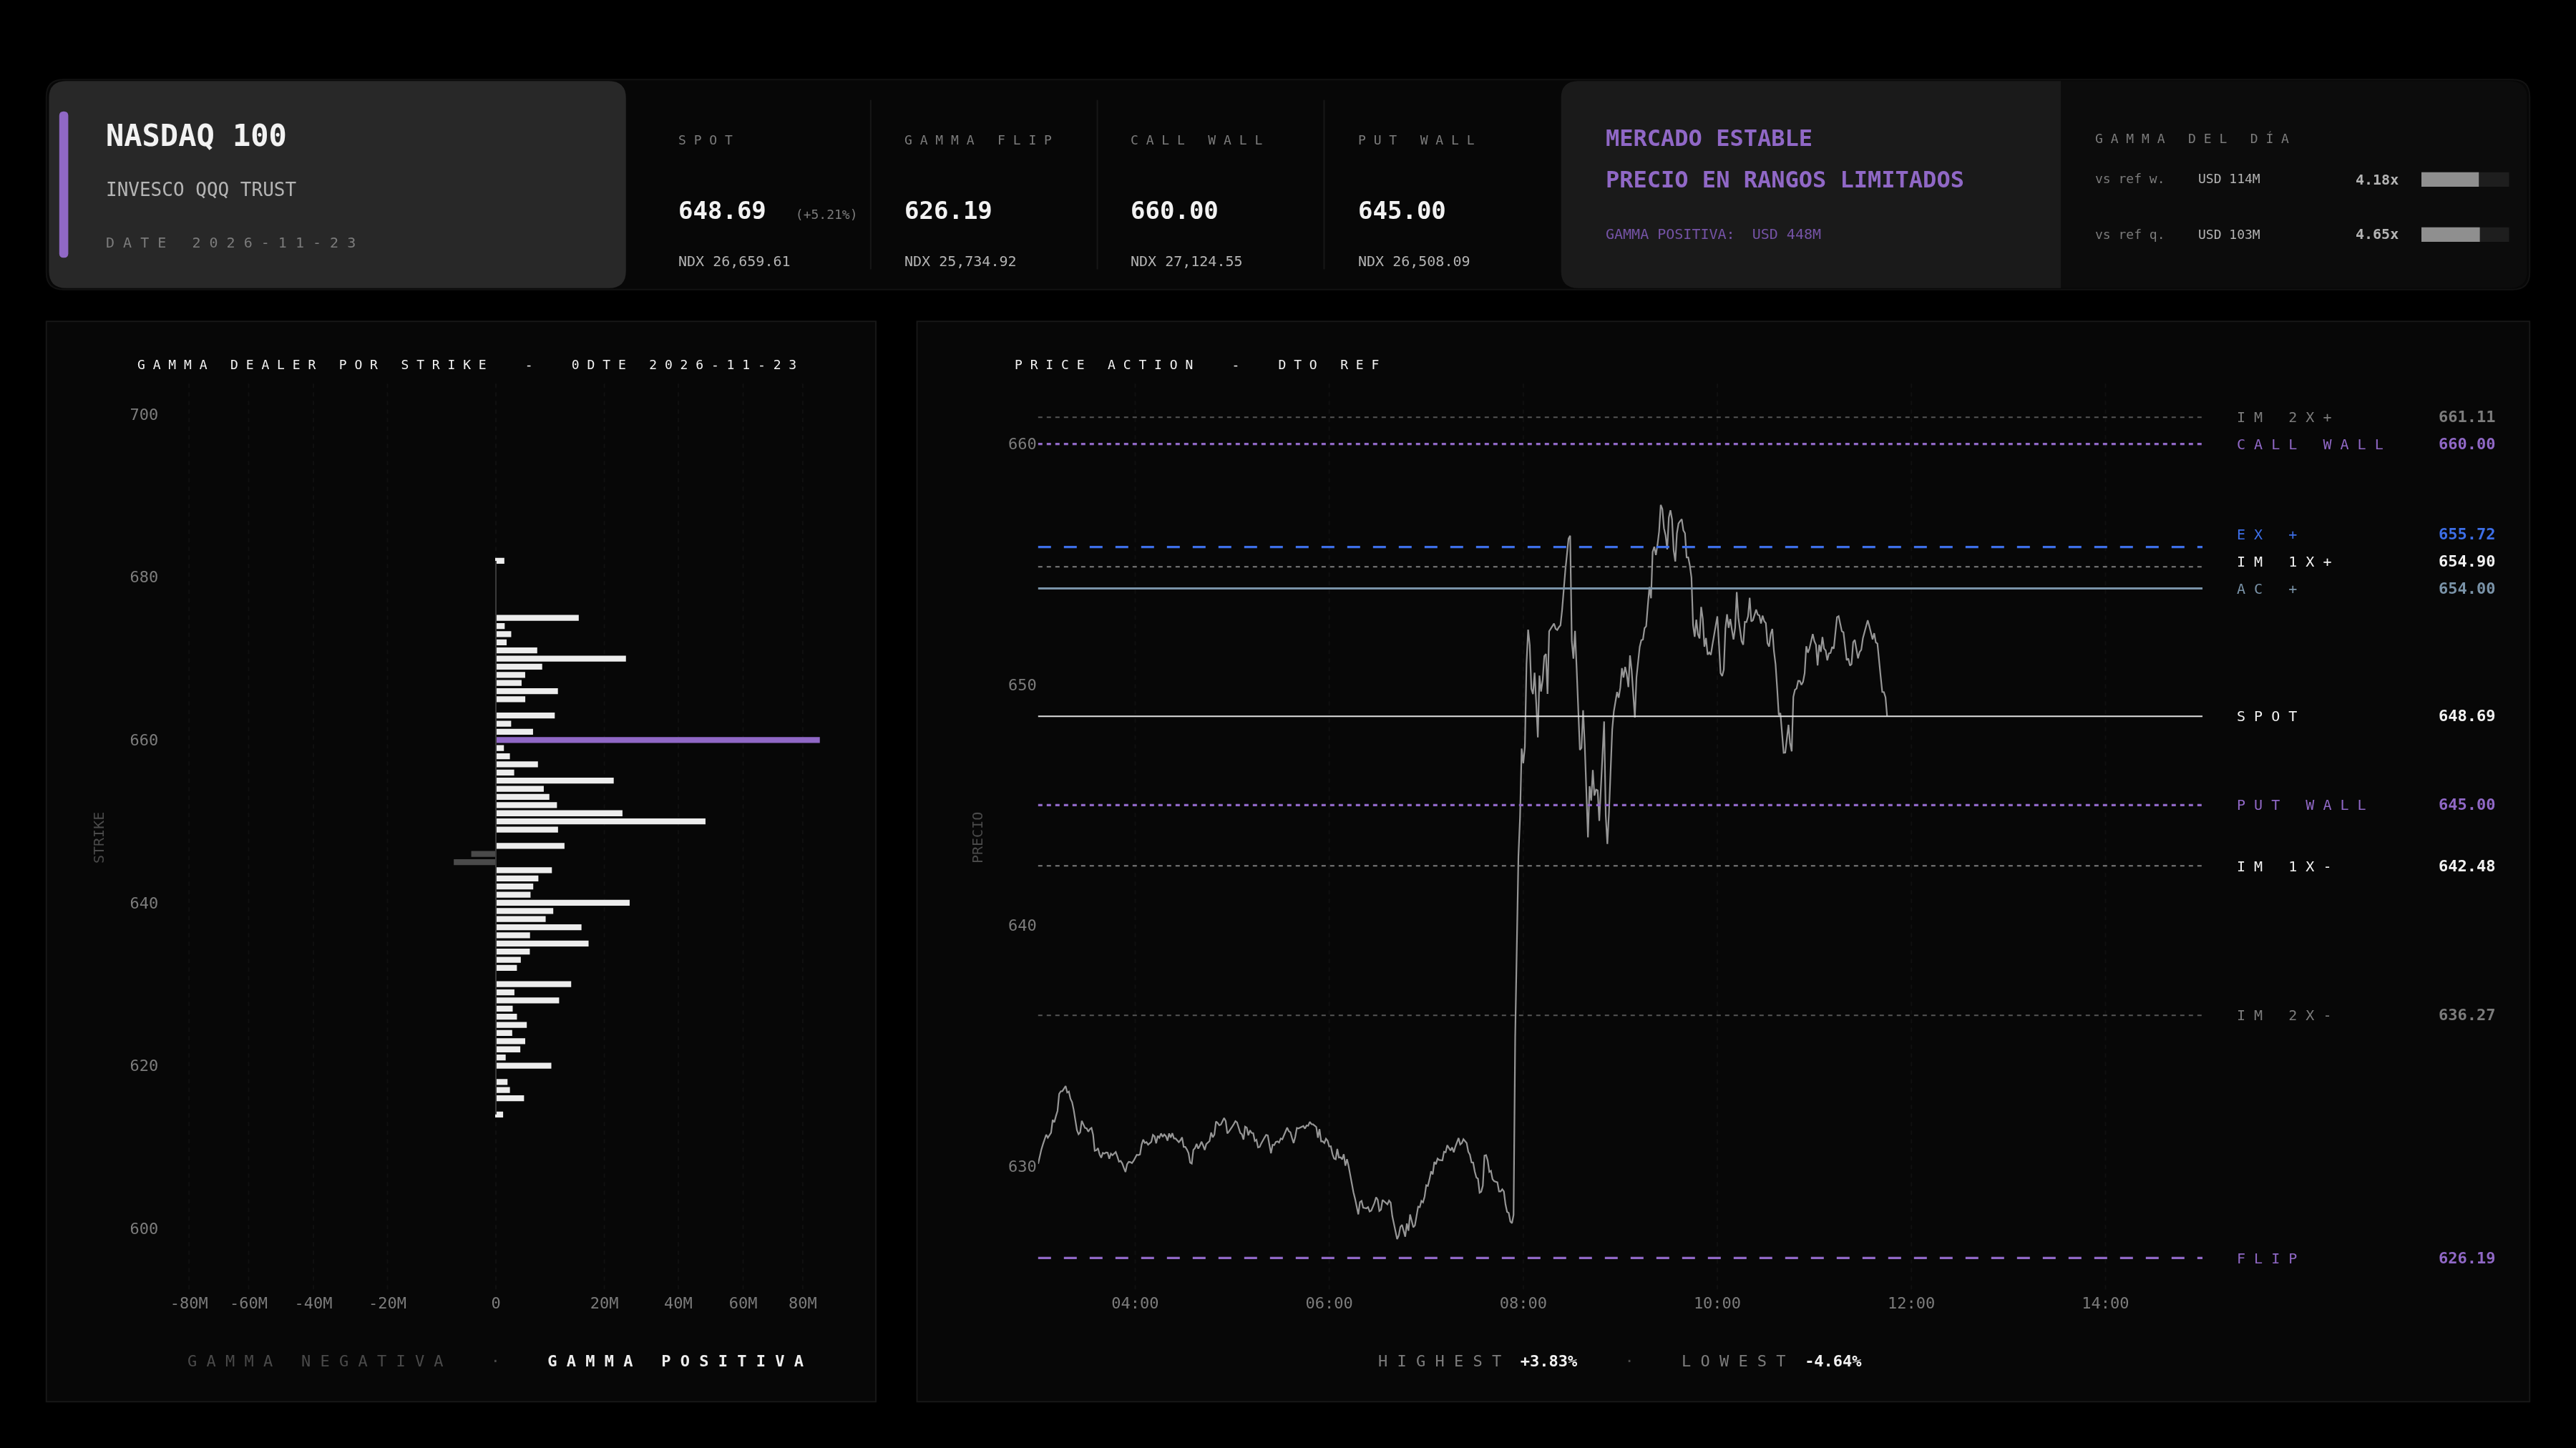 NASDAQ 100
INVESCO QQQ TRUST
DATE 2026-11-23
SPOT
648.69 (+5.21%)
NDX 26,659.61
GAMMA FLIP
626.19
NDX 25,734.92
CALL WALL
660.00
NDX 27,124.55
PUT WALL
645.00
NDX 26,508.09
MERCADO ESTABLE
PRECIO EN RANGOS LIMITADOS
GAMMA POSITIVA: USD 448M
GAMMA DEL DÍA
vs ref w. USD 114M 4.18x
vs ref q. USD 103M 4.65x
GAMMA DEALER POR STRIKE - 0DTE 2026-11-23
700
680
660
640
620
600
STRIKE
-80M -60M -40M -20M 0 20M 40M 60M 80M
GAMMA NEGATIVA · GAMMA POSITIVA
PRICE ACTION - DTO REF
660
650
640
630
PRECIO
IM 2X+ 661.11
CALL WALL 660.00
EX + 655.72
IM 1X+ 654.90
AC + 654.00
SPOT 648.69
PUT WALL 645.00
IM 1X- 642.48
IM 2X- 636.27
FLIP 626.19
04:00 06:00 08:00 10:00 12:00 14:00
HIGHEST +3.83% · LOWEST -4.64%